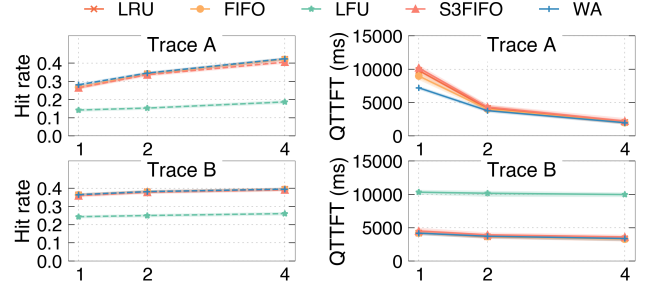 LRU FIFO LFU S3FIFO WA
Trace A
Hit rate
0.4
0.3
0.2
0.1
0.0
1 2 4
Trace A
QTTFT (ms)
15000
10000
5000
0
1 2 4
Trace B
Hit rate
0.4
0.3
0.2
0.1
0.0
1 2 4
Trace B
QTTFT (ms)
15000
10000
5000
0
1 2 4